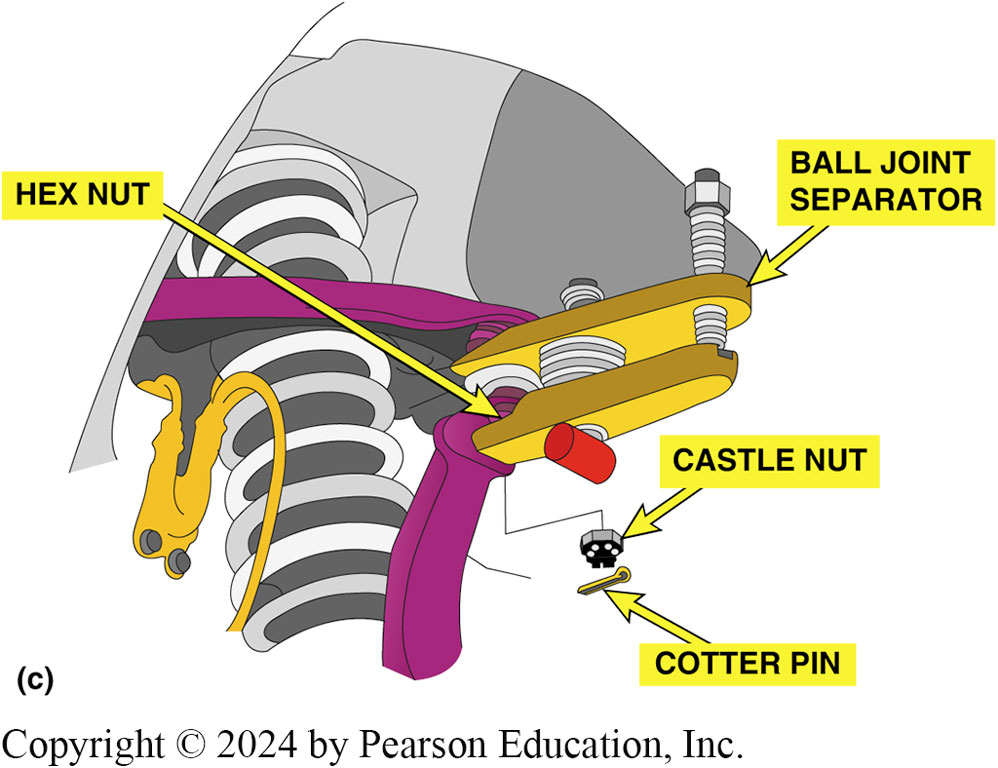 BALL JOINT
SEPARATOR
HEX NUT
CASTLE NUT
COTTER PIN
(c)
Copyright © 2024 by Pearson Education, Inc.